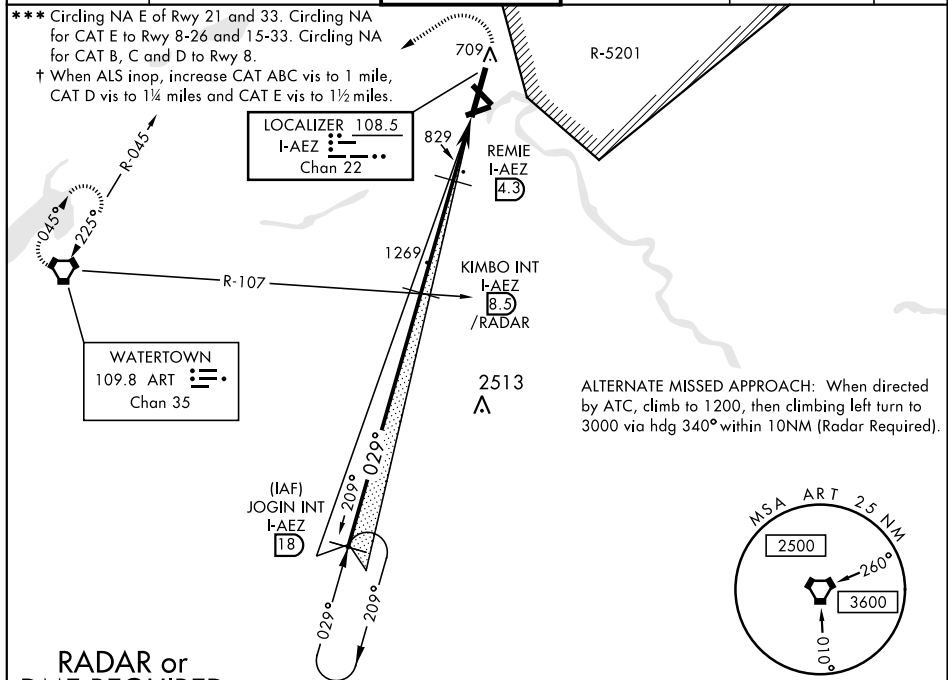 *** Circling NA E of Rwy 21 and 33. Circling NA
for CAT E to Rwy 8-26 and 15-33. Circling NA
for CAT B, C and D to Rwy 8.
† When ALS inop, increase CAT ABC vis to 1 mile,
CAT D vis to 1¼ miles and CAT E vis to 1½ miles.
709
R-5201
LOCALIZER 108.5
I-AEZ
Chan 22
829
REMIE
I-AEZ
4.3
R-045
045°
225°
1269
R-107
KIMBO INT
I-AEZ
8.5
/RADAR
WATERTOWN
109.8 ART
Chan 35
2513
ALTERNATE MISSED APPROACH: When directed
by ATC, climb to 1200, then climbing left turn to
3000 via hdg 340° within 10NM (Radar Required).
029°
209°
(IAF)
JOGIN INT
I-AEZ
18
029°
209°
MSA ART 25 NM
2500
260°
3600
010°
RADAR or
DME REQUIRED